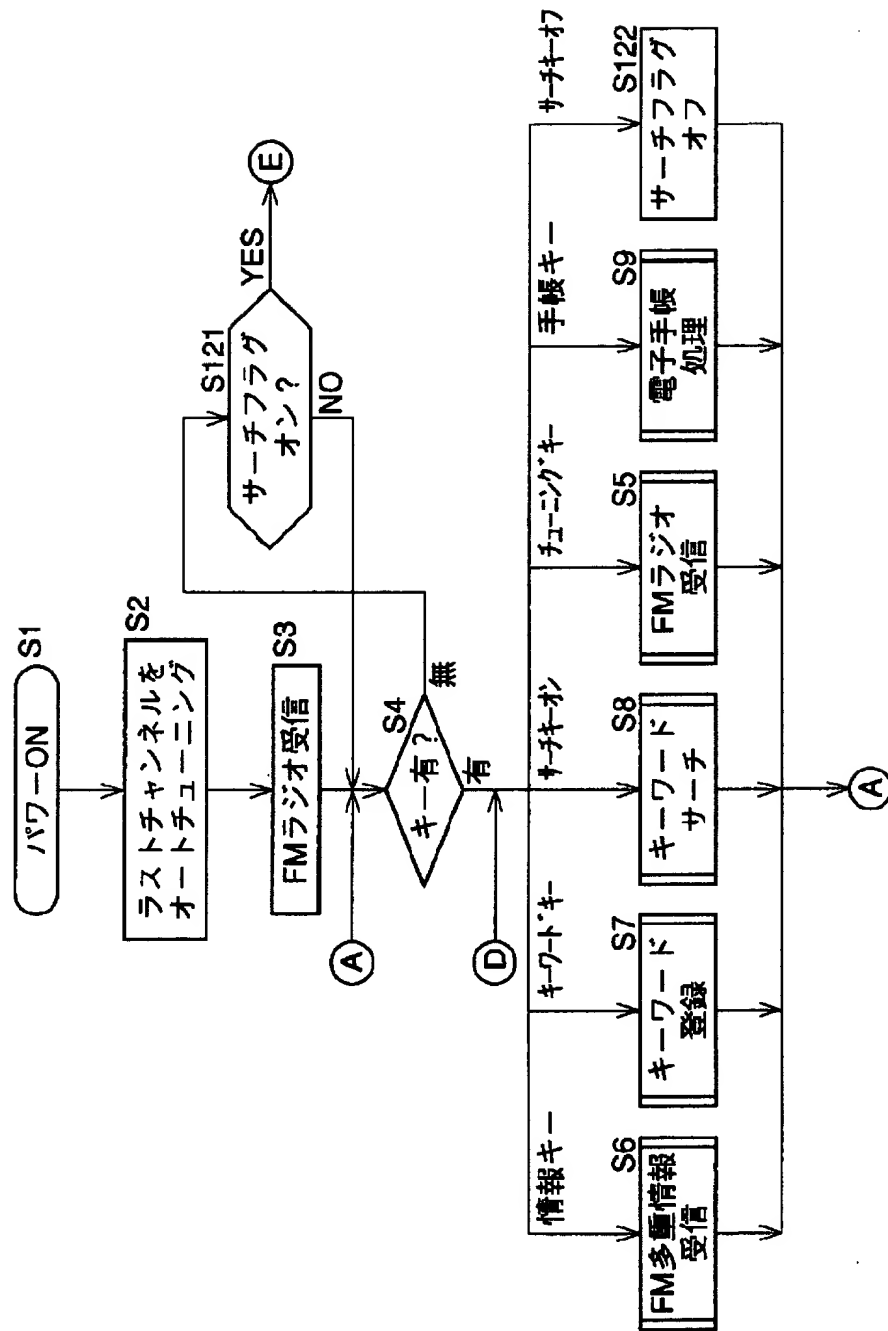 パワーON
S1
ラストチャンネルを
オートチューニング
S2
FMラジオ受信
S3
A
キー有?
S4
無
有
サーチフラグ
オン?
S121
YES
NO
E
D
情報キー
キーワードキー
サーチキーオン
チューニングキー
手帳キー
サーチキーオフ
FM多重情報
受信
S6
キーワード
登録
S7
キーワード
サーチ
S8
FMラジオ
受信
S5
電子手帳
処理
S9
サーチフラグ
オフ
S122
A